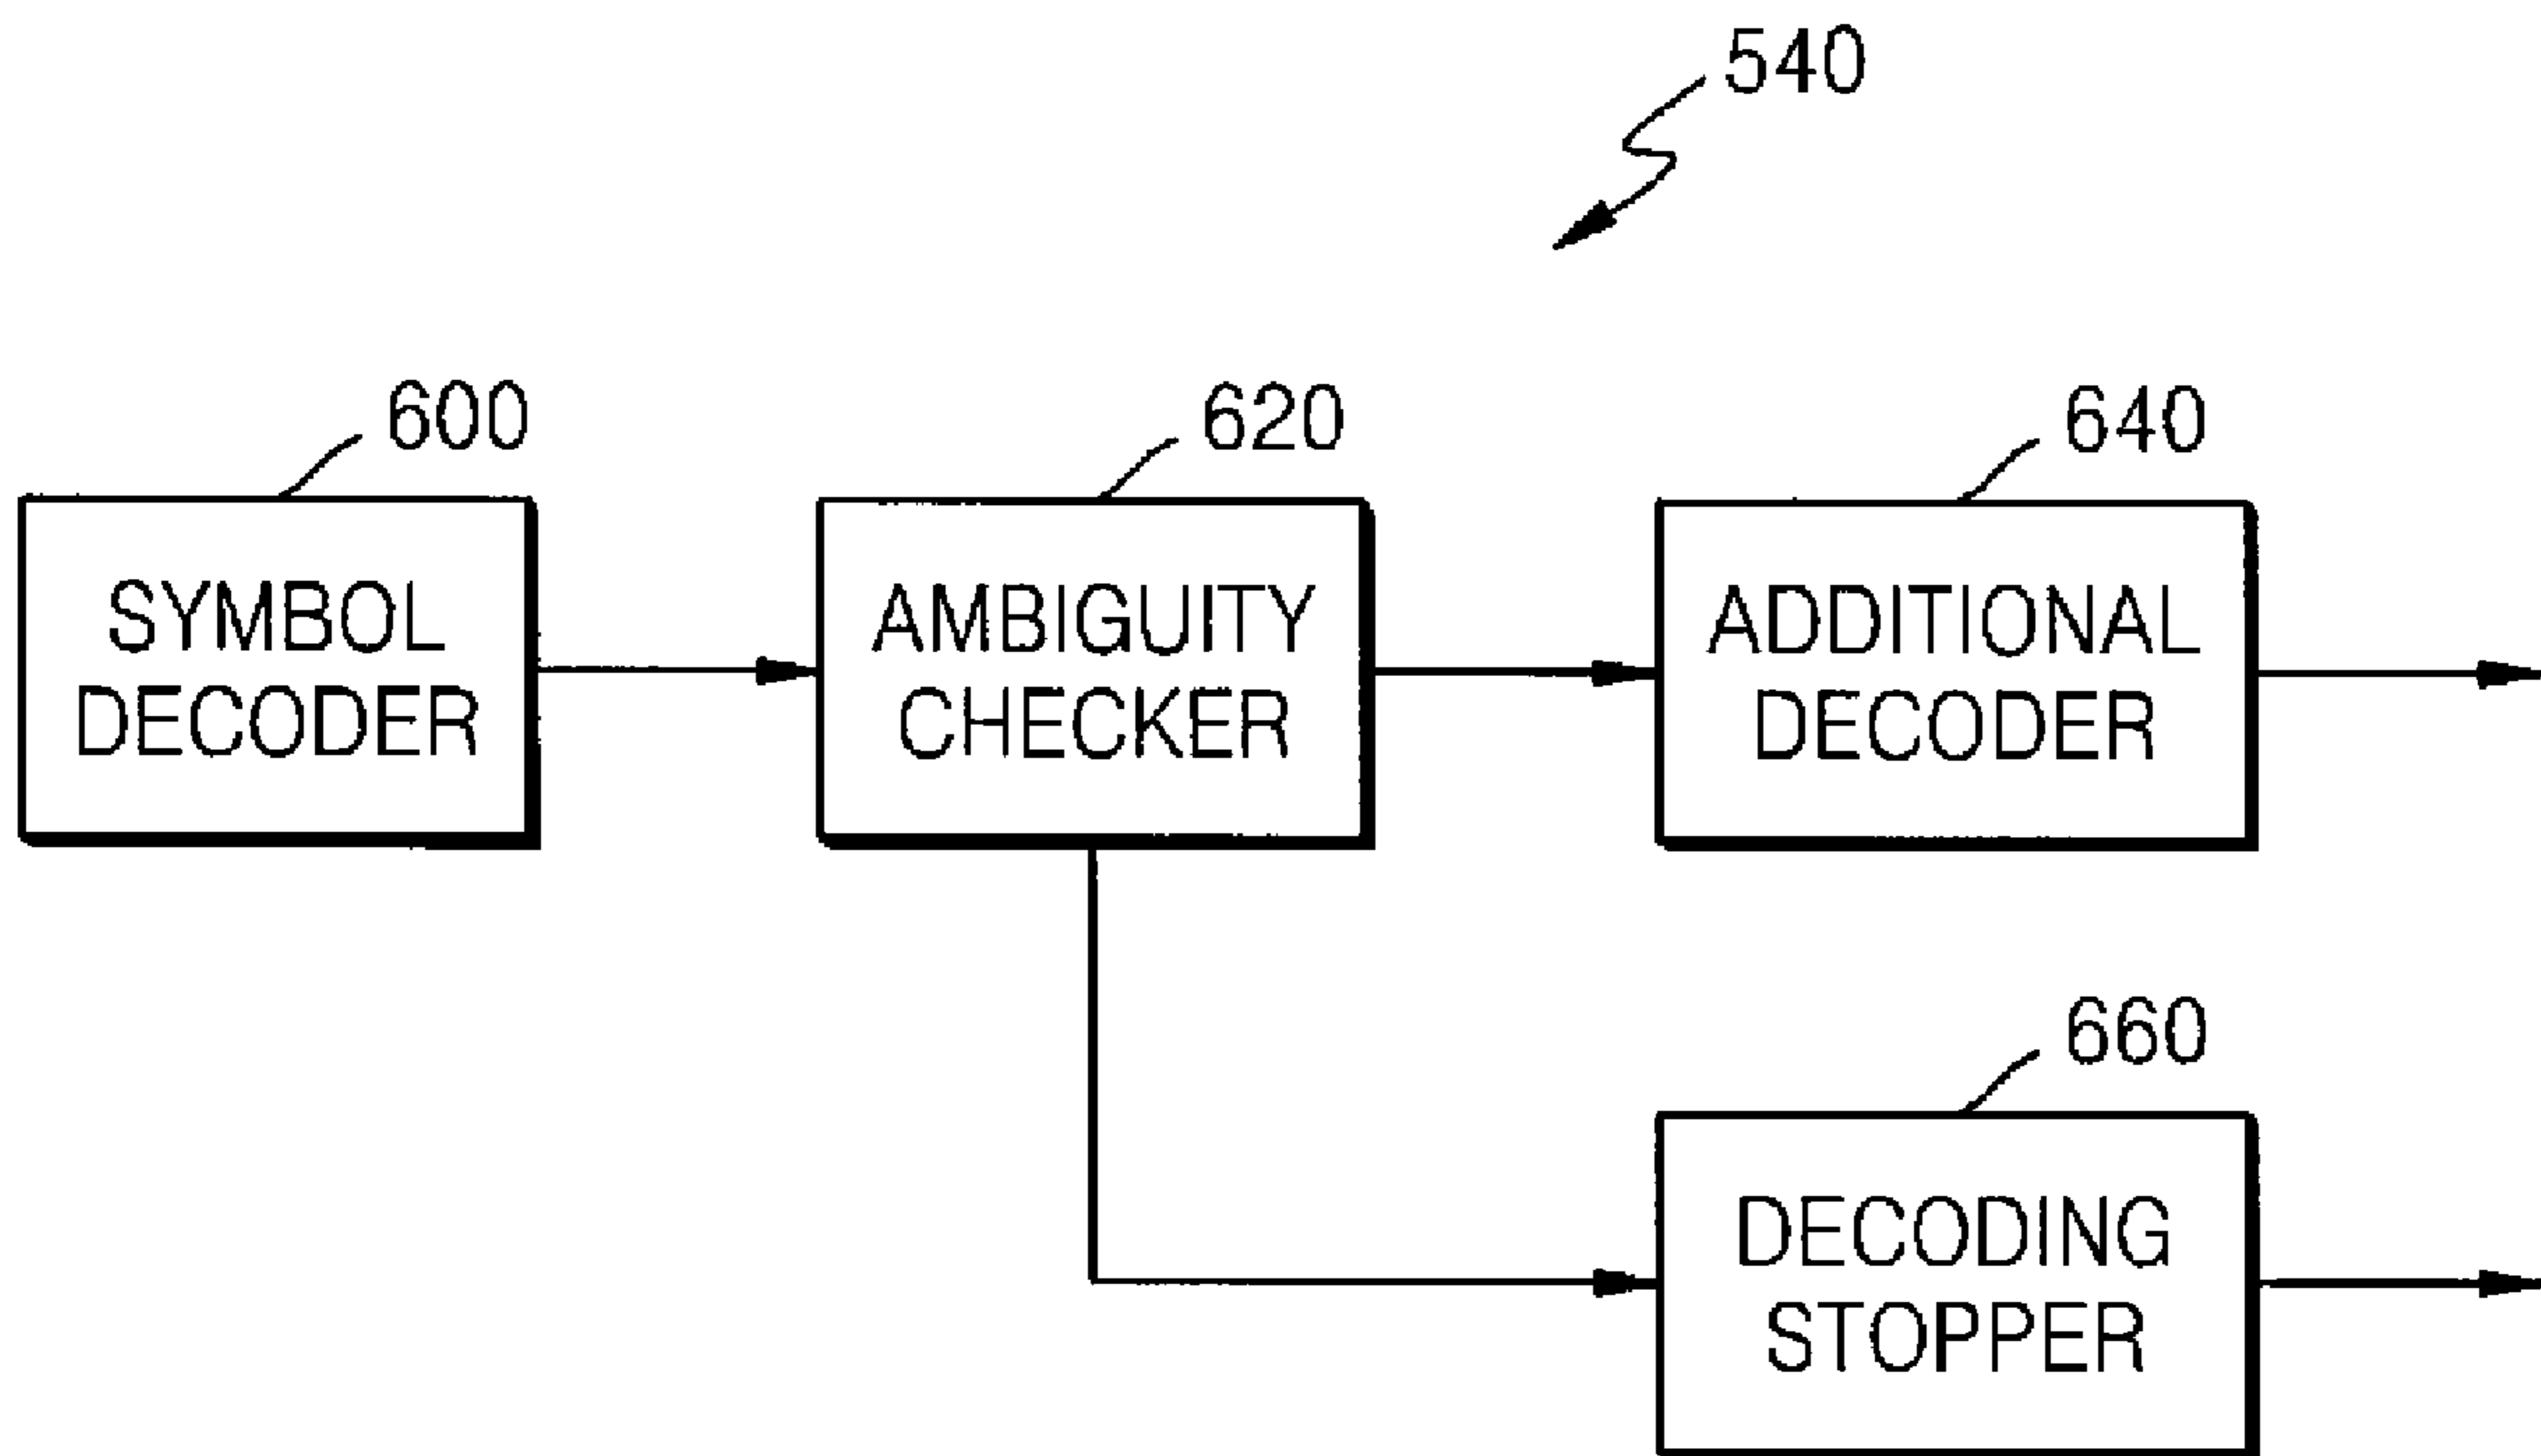 540
600
620
640
SYMBOL
DECODER
AMBIGUITY
CHECKER
ADDITIONAL
DECODER
660
DECODING
STOPPER